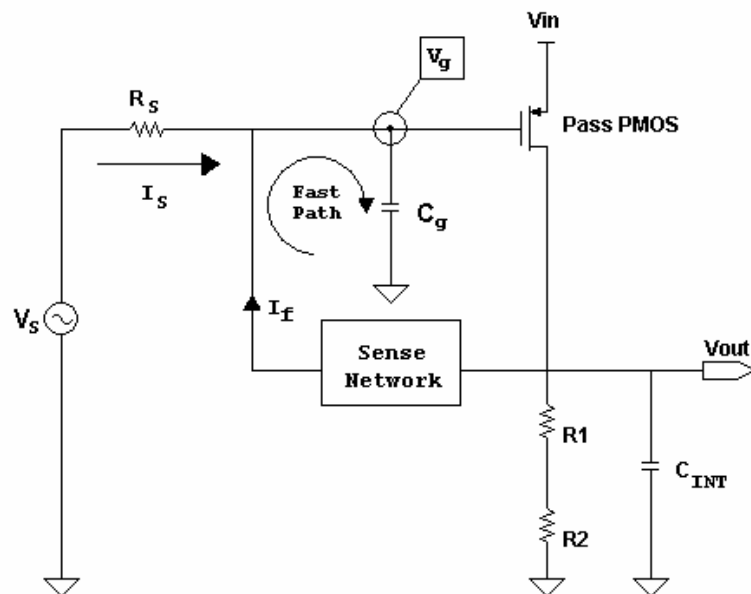 Vin
Vg
Rs
Pass PMOS
Is
Fast
Path
Cg
If
Vs
Sense
Network
Vout
R1
CINT
R2